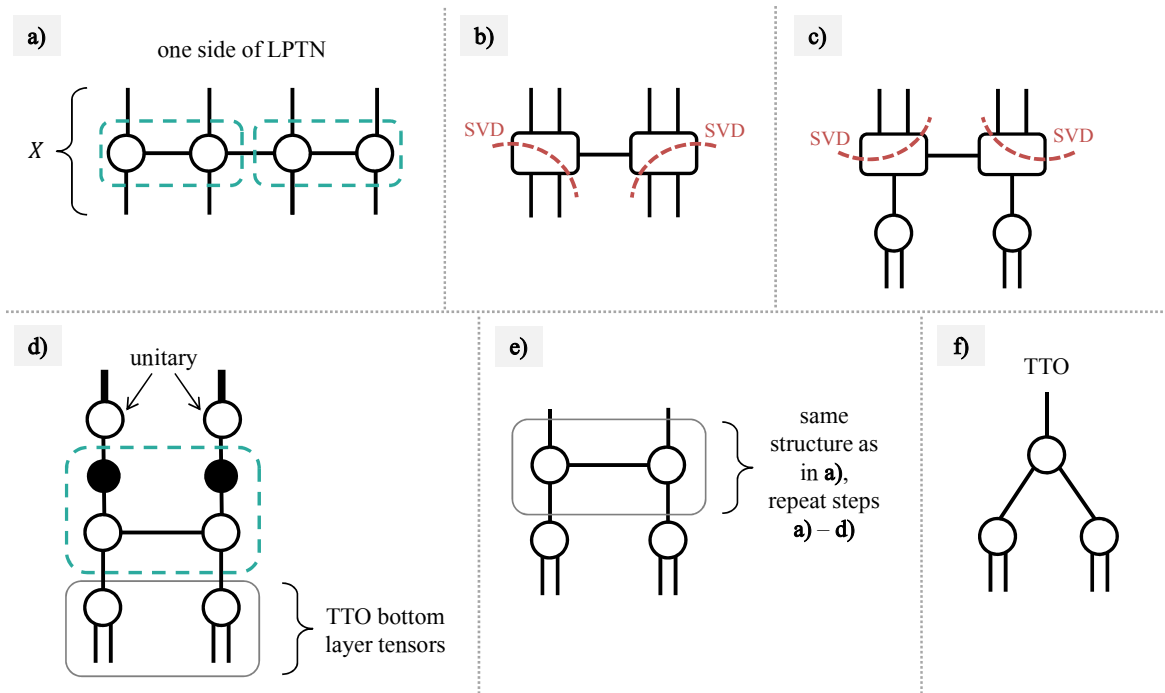 a)
one side of LPTN
X
b)
SVD
SVD
c)
SVD
SVD
d)
unitary
TTO bottom
layer tensors
e)
same
structure as
in a),
repeat steps
a) – d)
f)
TTO